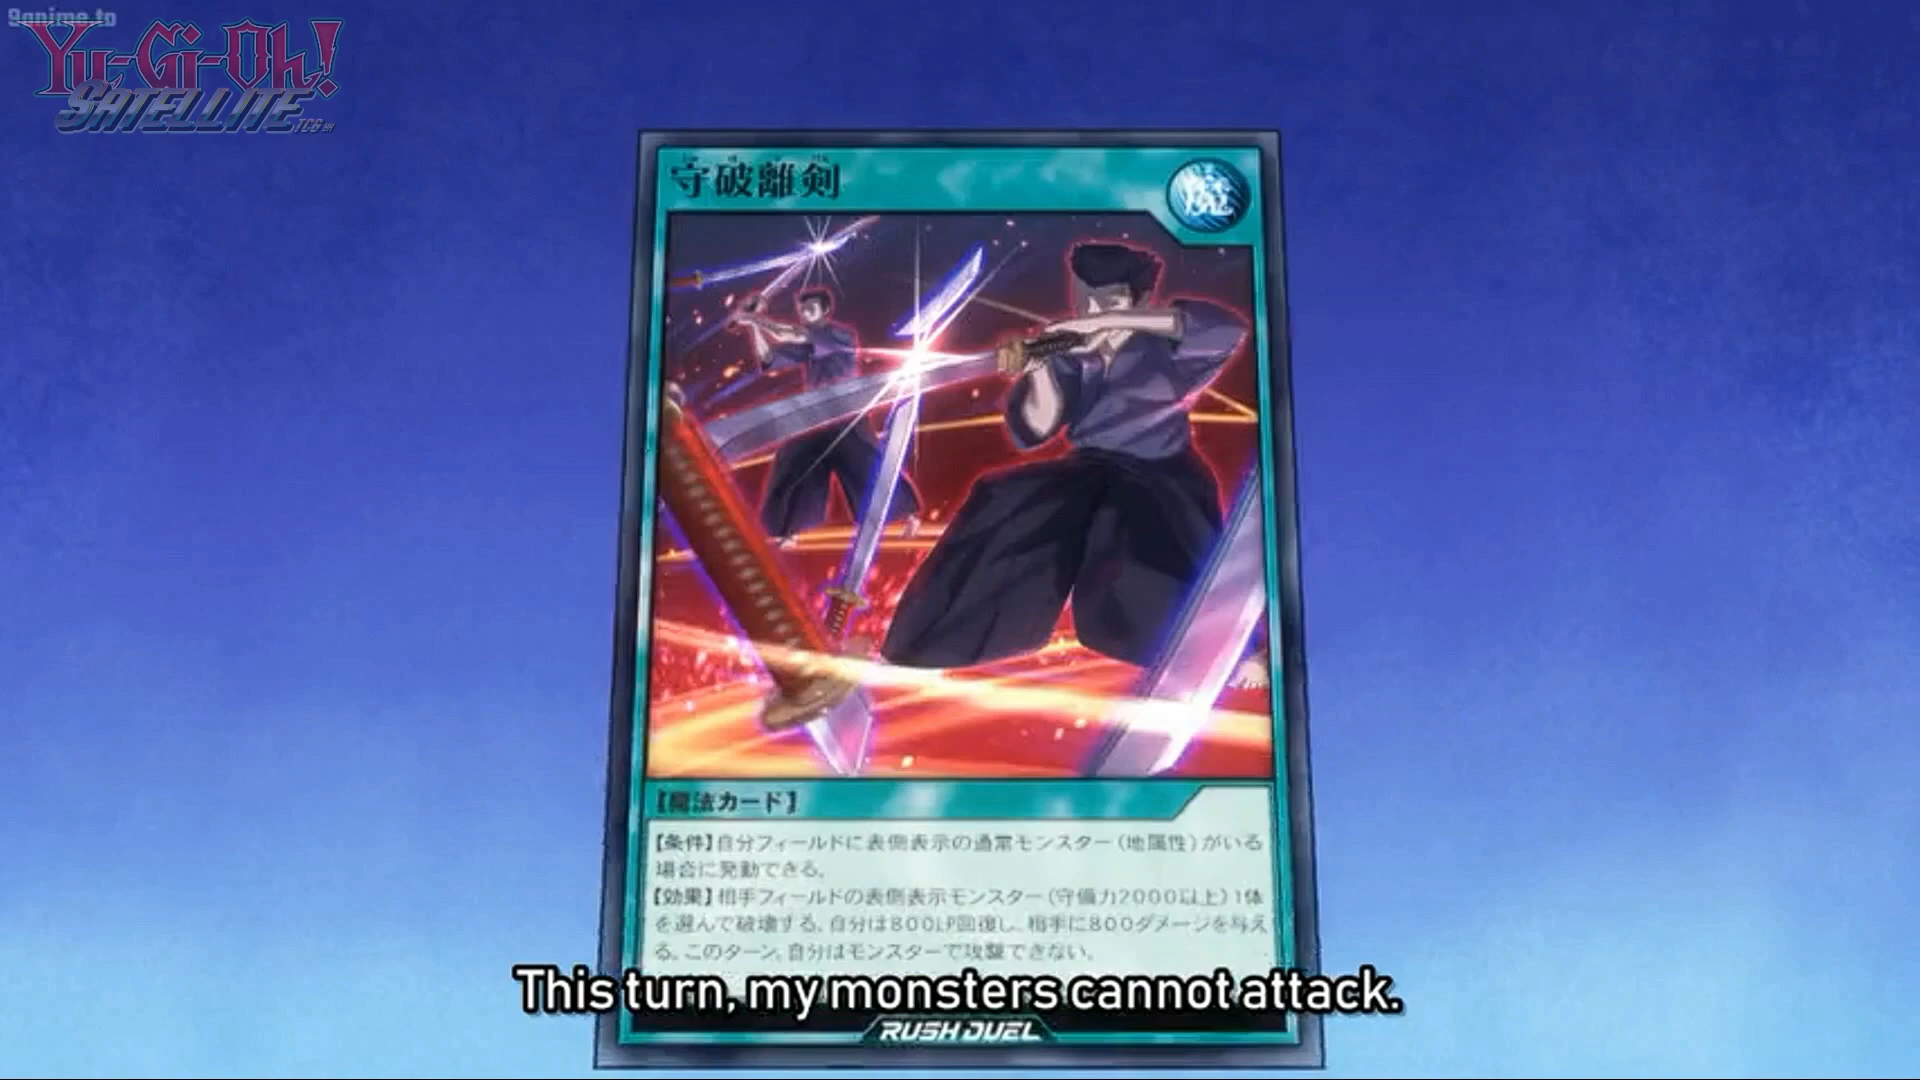 9anime.to
Yu-Gi-Oh!
SATELLITE TCG BR
守破離剣
魔
【魔法カード】
【条件】自分フィールドに表側表示の通常モンスター(地属性)がいる
場合に発動できる。
【効果】相手フィールドの表側表示モンスター(守備力2000以上)1体
を選んで破壊する。自分は800LP回復し、相手に800ダメージを与え
る。このターン、自分はモンスターで攻撃できない。
This turn, my monsters cannot attack.
RUSH DUEL